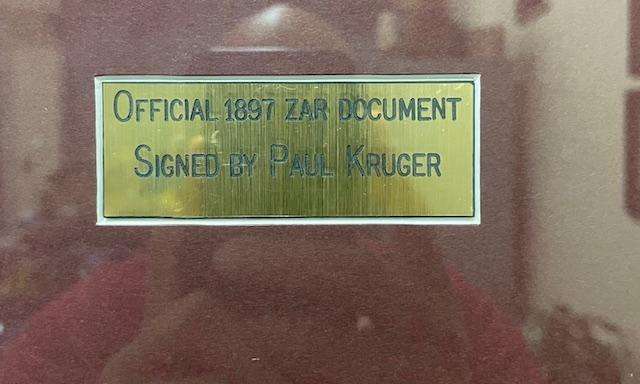 OFFICIAL 1897 ZAR DOCUMENT
SIGNED BY PAUL KRUGER